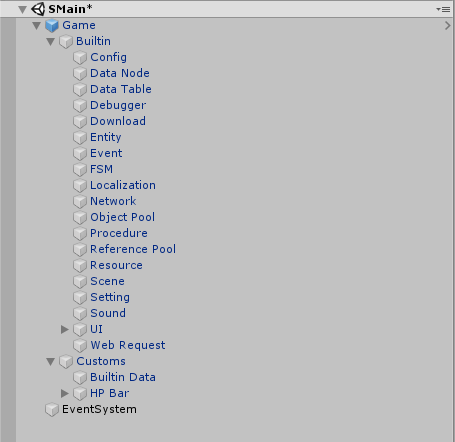 SMain*
Game
Builtin
Config
Data Node
Data Table
Debugger
Download
Entity
Event
FSM
Localization
Network
Object Pool
Procedure
Reference Pool
Resource
Scene
Setting
Sound
UI
Web Request
Customs
Builtin Data
HP Bar
EventSystem